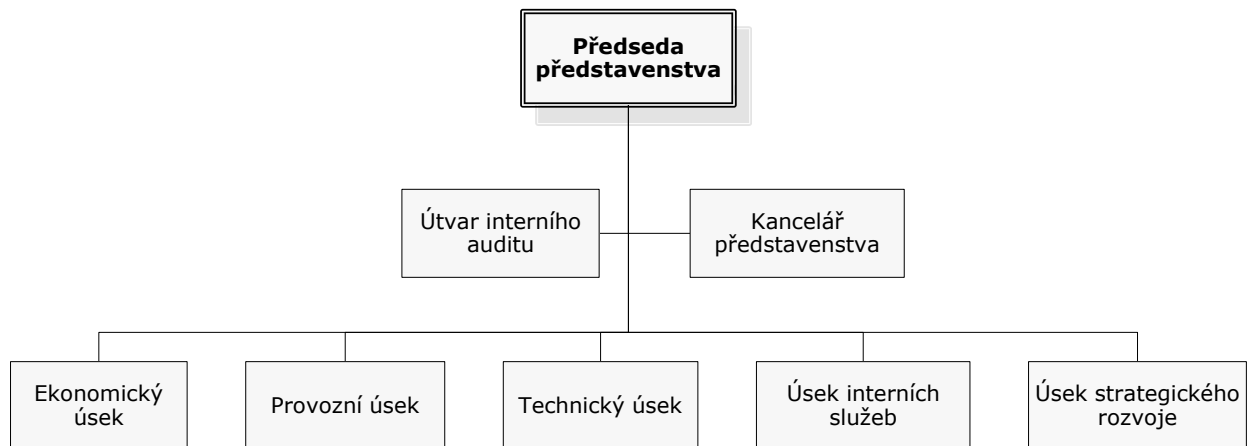 Předseda
představenstva
Útvar interního
auditu
Kancelář
představenstva
Ekonomický
úsek
Provozní úsek
Technický úsek
Úsek interních
služeb
Úsek strategického
rozvoje